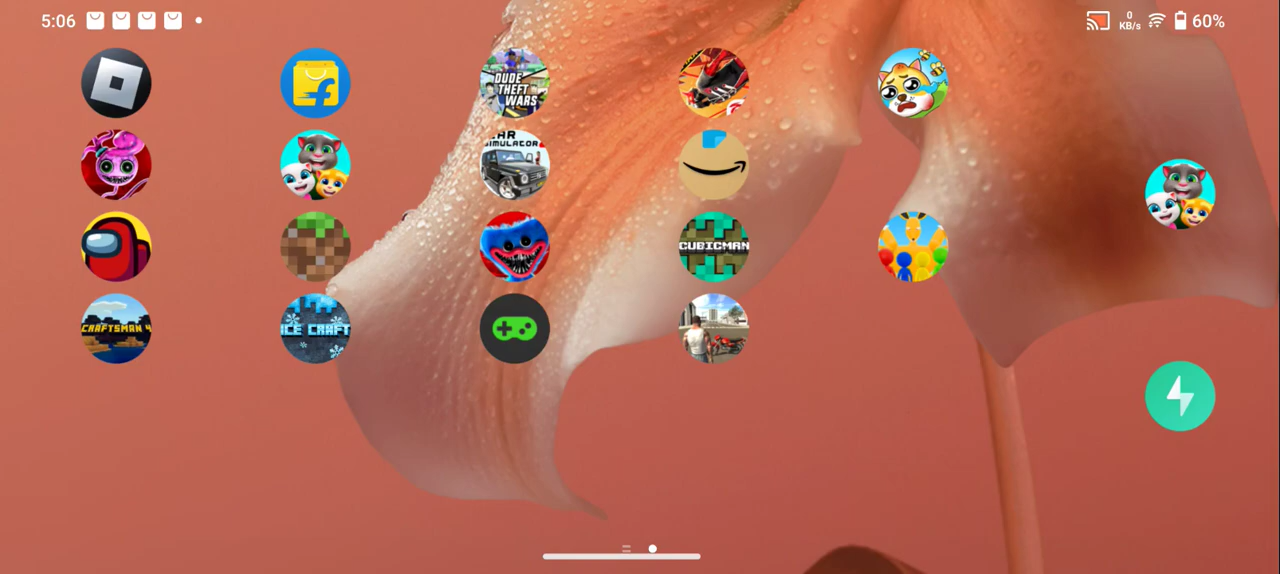 5:06
0
KB/s
60%
DUDE
THEFT
WARS
CAR
SIMULATOR
CUBICMAN
CRAFTSMAN 4
ICE CRAFT